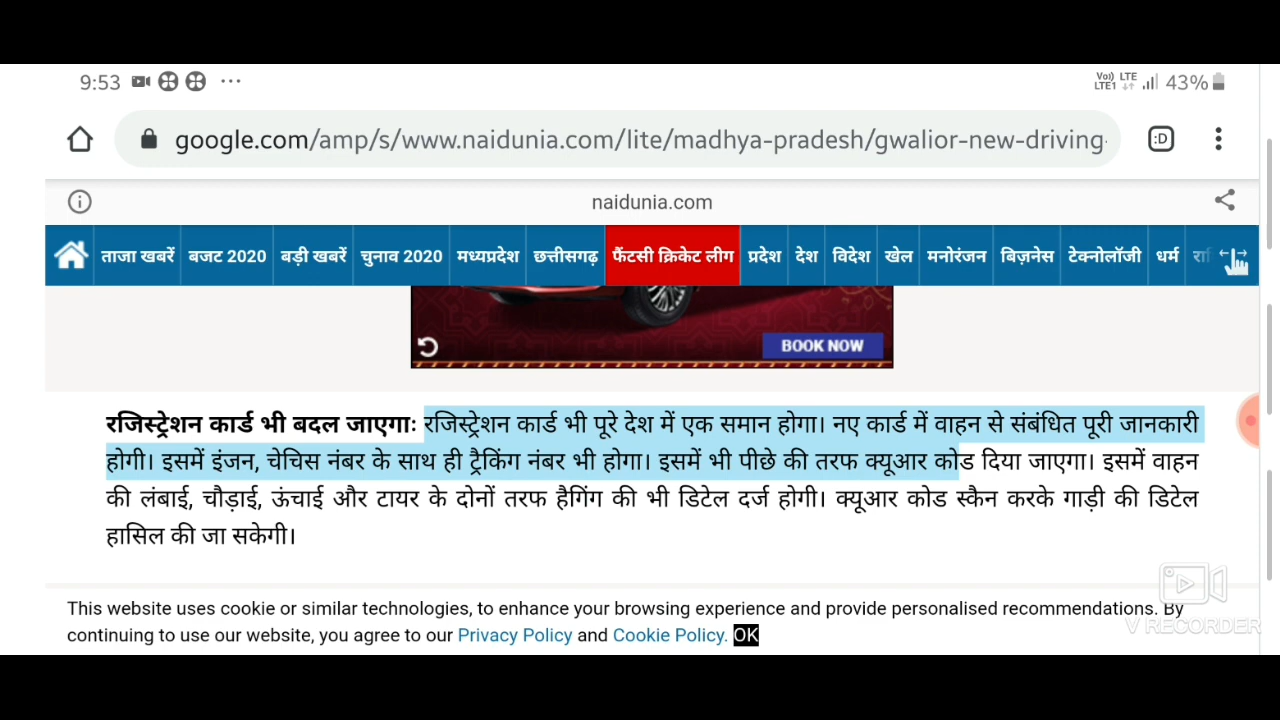 9:53
Vo) LTE
LTE1
43%
google.com/amp/s/www.naidunia.com/lite/madhya-pradesh/gwalior-new-driving-
:D
naidunia.com
ताजा खबरें बजट 2020 बड़ी खबरें चुनाव 2020 मध्यप्रदेश छत्तीसगढ़ फैंटसी क्रिकेट लीग प्रदेश देश विदेश खेल मनोरंजन बिज़नेस टेक्नोलॉजी धर्म
BOOK NOW
रजिस्ट्रेशन कार्ड भी बदल जाएगाः रजिस्ट्रेशन कार्ड भी पूरे देश में एक समान होगा। नए कार्ड में वाहन से संबंधित पूरी जानकारी
होगी। इसमें इंजन, चेचिस नंबर के साथ ही ट्रैकिंग नंबर भी होगा। इसमें भी पीछे की तरफ क्यूआर कोड दिया जाएगा। इसमें वाहन
की लंबाई, चौड़ाई, ऊंचाई और टायर के दोनों तरफ हैगिंग की भी डिटेल दर्ज होगी। क्यूआर कोड स्कैन करके गाड़ी की डिटेल
हासिल की जा सकेगी।
This website uses cookie or similar technologies, to enhance your browsing experience and provide personalised recommendations. By
continuing to use our website, you agree to our Privacy Policy and Cookie Policy. OK
V RECORDER